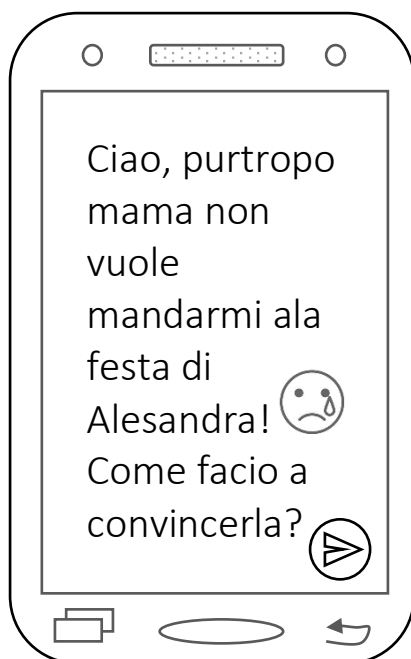 Ciao, purtropo
mama non
vuole
mandarmi ala
festa di
Alesandra!
Come facio a
convincerla?